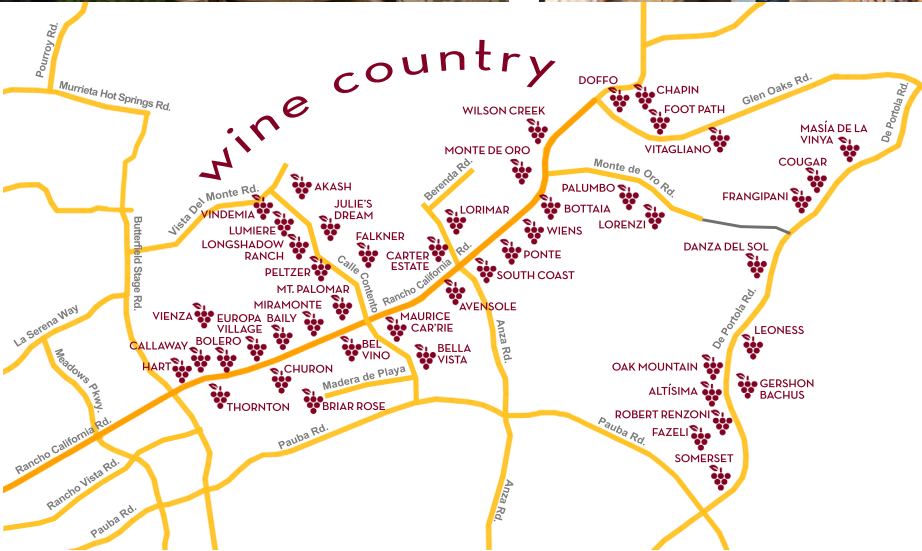 wine country
Pourroy Rd.
Murrieta Hot Springs Rd.
DOFFO
CHAPIN
FOOT PATH
Glen Oaks Rd.
De Portola Rd.
WILSON CREEK
VITAGLIANO
MASÍA DE LA
VINYA
MONTE DE ORO
COUGAR
Berenda Rd.
Monte de Oro Rd.
FRANGIPANI
AKASH
Vista Del Monte Rd.
VINDEMIA
JULIE'S
DREAM
PALUMBO
LORIMAR
BOTTAIA
LORENZI
LUMIERE
LONGSHADOW
RANCH
FALKNER
WIENS
CARTER
ESTATE
PONTE
DANZA DEL SOL
PELTZER
SOUTH COAST
Butterfield Stage Rd.
Calle Contento
Rancho California Rd.
MT. PALOMAR
MIRAMONTE
AVENSOLE
La Serena Way
VIENZA
EUROPA
VILLAGE
BAILY
MAURICE
CAR'RIE
De Portola Rd.
LEONESS
CALLAWAY
BOLERO
BEL
VINO
BELLA
VISTA
Anza Rd.
HART
CHURON
Madera de Playa
OAK MOUNTAIN
Meadows Pkwy.
GERSHON
BACHUS
ALTÍSIMA
THORNTON
BRIAR ROSE
ROBERT RENZONI
Rancho California Rd.
Pauba Rd.
Pauba Rd.
FAZELI
SOMERSET
Rancho Vista Rd.
Anza Rd.
Pauba Rd.